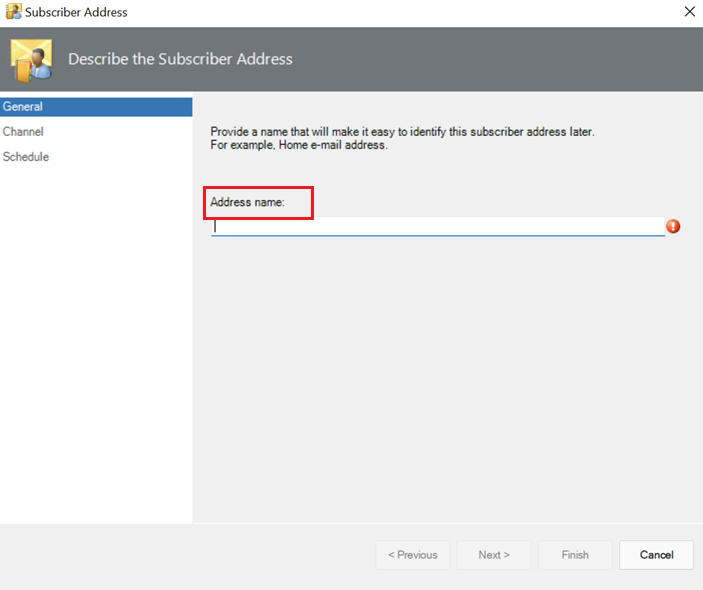 Subscriber Address
Describe the Subscriber Address
General
Channel
Schedule
Provide a name that will make it easy to identify this subscriber address later.
For example, Home e-mail address.
Address name:
< Previous
Next >
Finish
Cancel